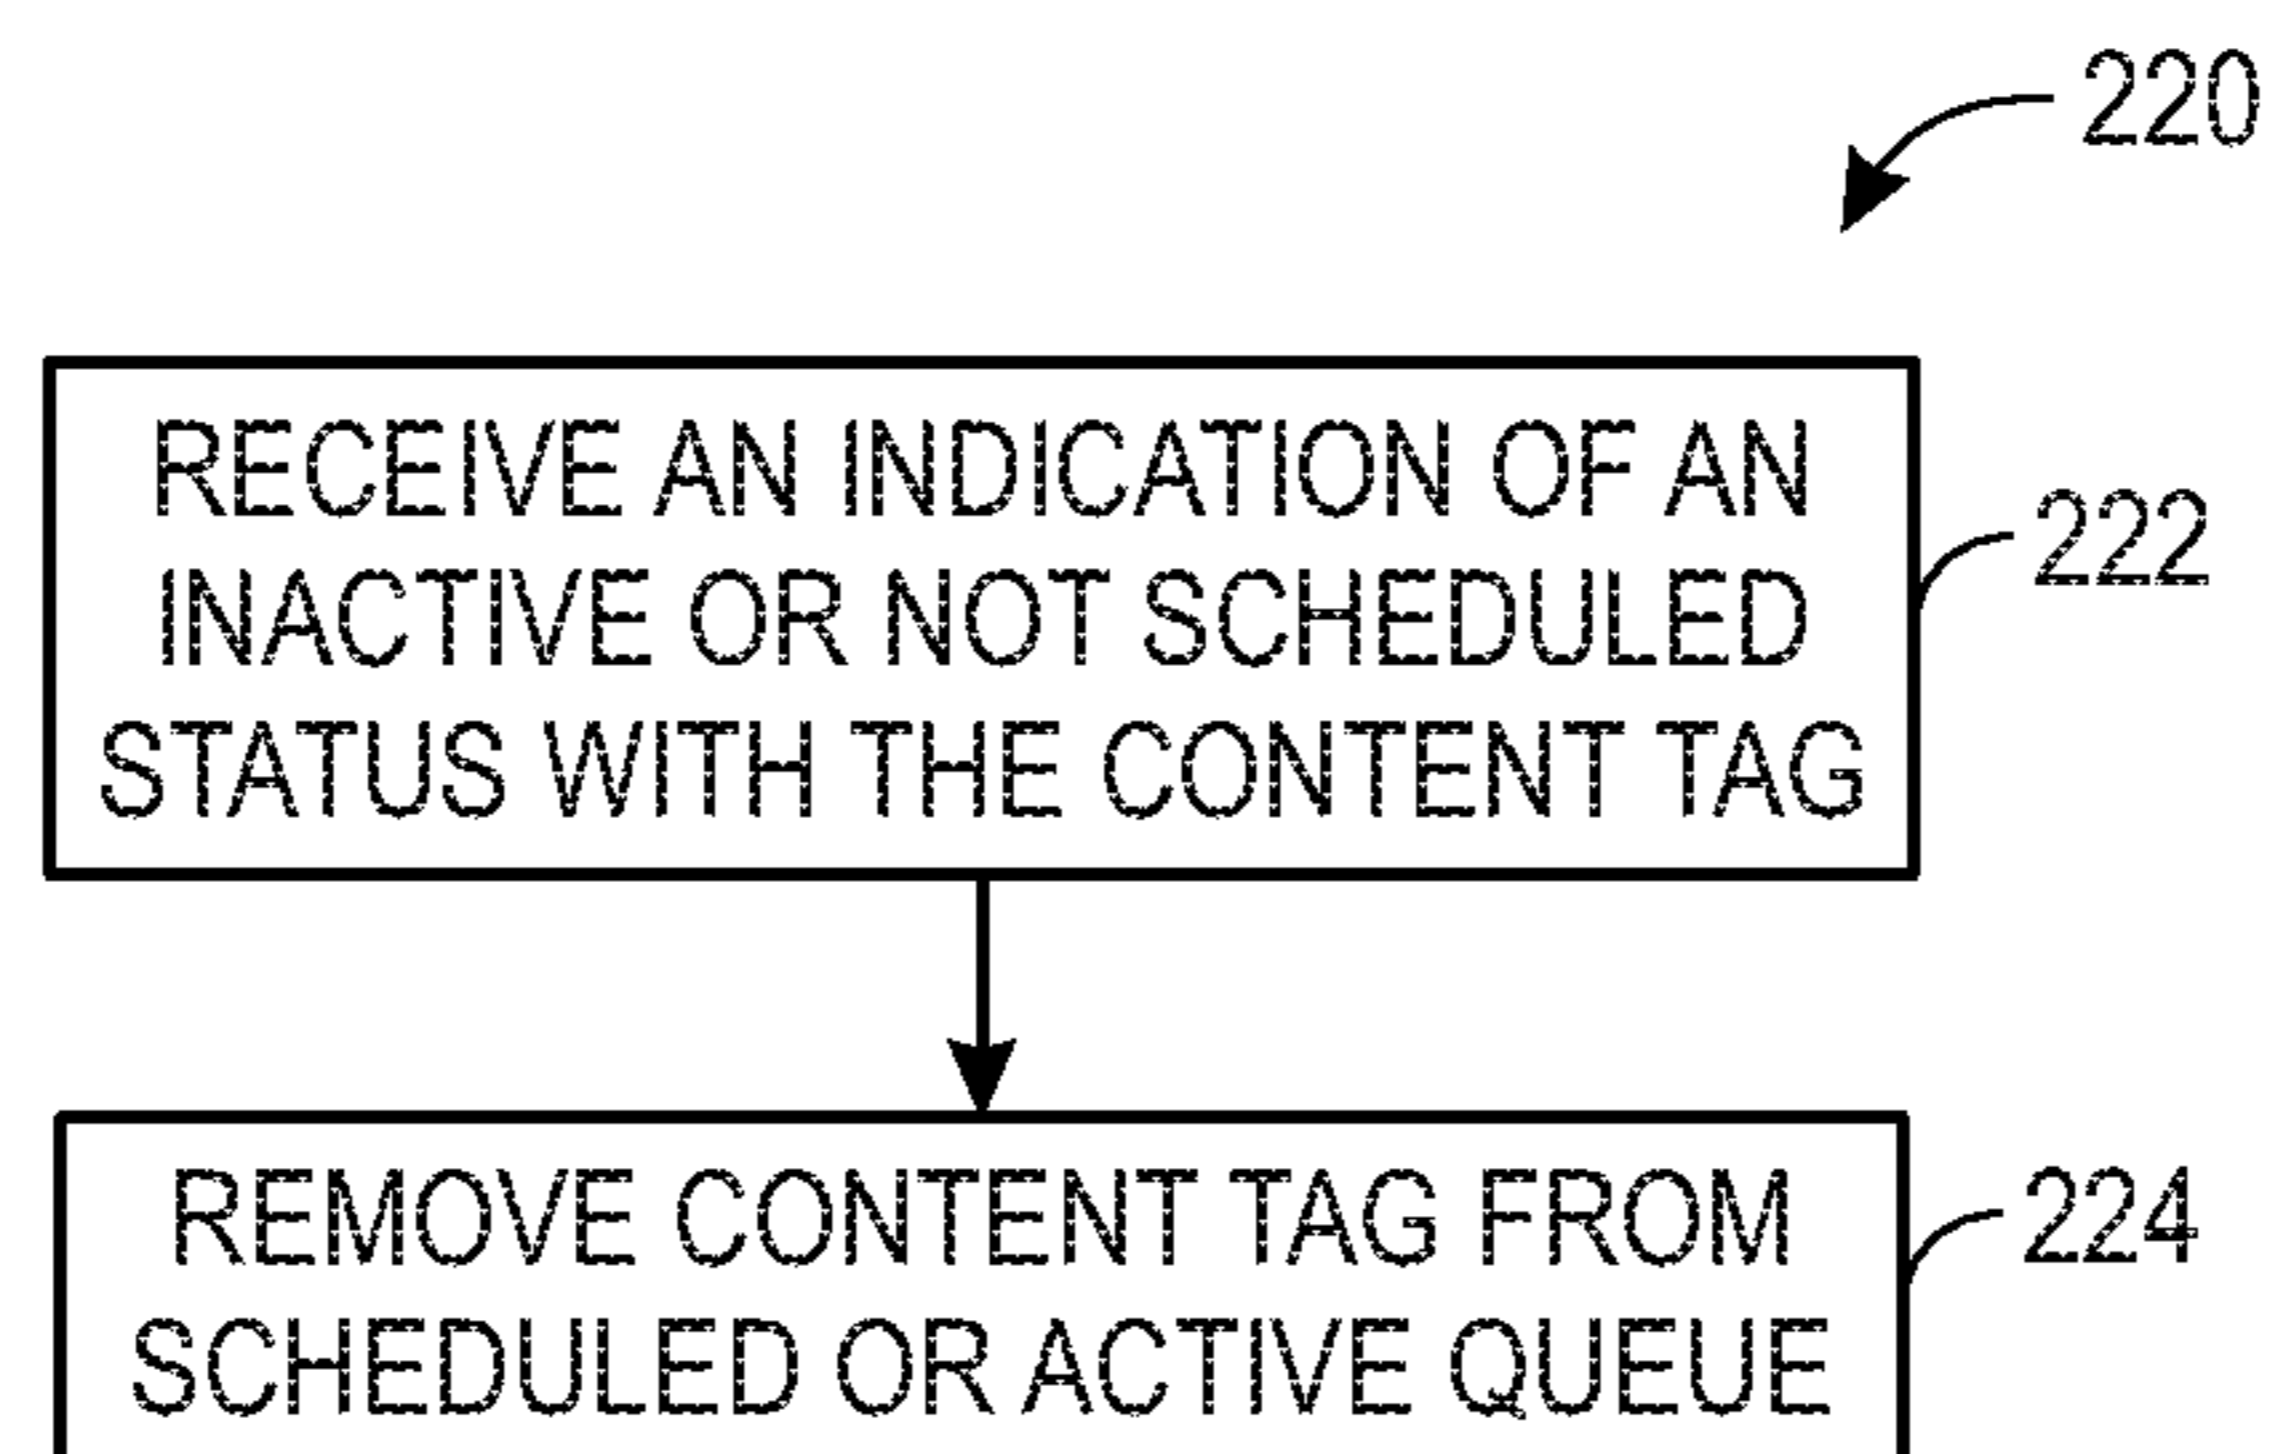 220
RECEIVE AN INDICATION OF AN
INACTIVE OR NOT SCHEDULED
STATUS WITH THE CONTENT TAG
222
REMOVE CONTENT TAG FROM
SCHEDULED OR ACTIVE QUEUE
224